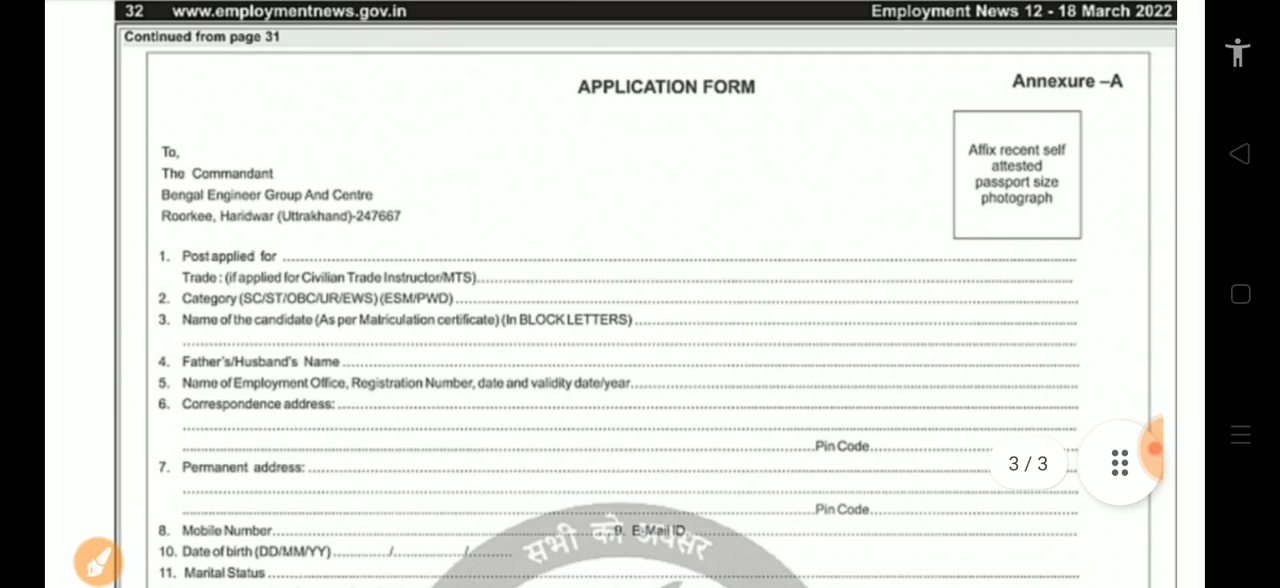 32 www.employmentnews.gov.in Employment News 12 - 18 March 2022
Continued from page 31
APPLICATION FORM
Annexure –A
Affix recent self
attested
passport size
photograph
To,
The Commandant
Bengal Engineer Group And Centre
Roorkee, Haridwar (Uttrakhand)-247667
1. Post applied for ................................
Trade : (if applied for Civilian Trade Instructor/MTS)................................
2. Category (SC/ST/OBC/UR/EWS) (ESM/PWD) ................................
3. Name of the candidate (As per Matriculation certificate) (In BLOCK LETTERS) ................................
4. Father's/Husband's Name ................................
5. Name of Employment Office, Registration Number, date and validity date/year................................
6. Correspondence address: ................................
Pin Code................
7. Permanent address: ................................
3 / 3
Pin Code................
8. Mobile Number................................ 9. E-Mail ID
सभी को अवसर
10. Date of birth (DD/MM/YY) ............/............/............
11. Marital Status ................................